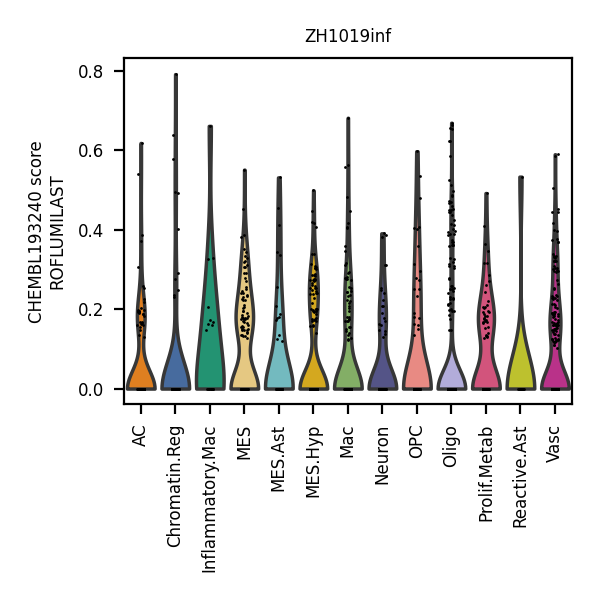 ZH1019inf
CHEMBL193240 score
ROFLUMILAST
0.8
0.6
0.4
0.2
0.0
AC
Chromatin.Reg
Inflammatory.Mac
MES
MES.Ast
MES.Hyp
Mac
Neuron
OPC
Oligo
Prolif.Metab
Reactive.Ast
Vasc